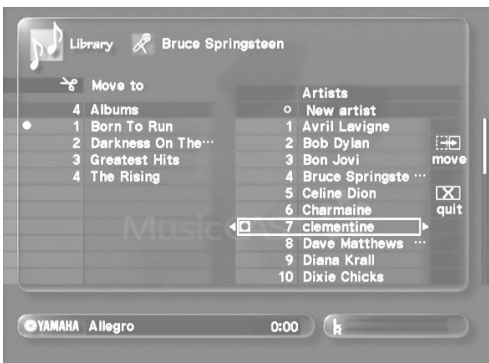 Library Bruce Springsteen
Move to
4 Albums
1 Born To Run
2 Darkness On The...
3 Greatest Hits
4 The Rising
Artists
New artist
1 Avril Lavigne
2 Bob Dylan
3 Bon Jovi
4 Bruce Springste ...
5 Celine Dion
6 Charmaine
7 clementine
8 Dave Matthews ...
9 Diana Krall
10 Dixie Chicks
move
X
quit
MusicCAST
YAMAHA Allegro 0:00